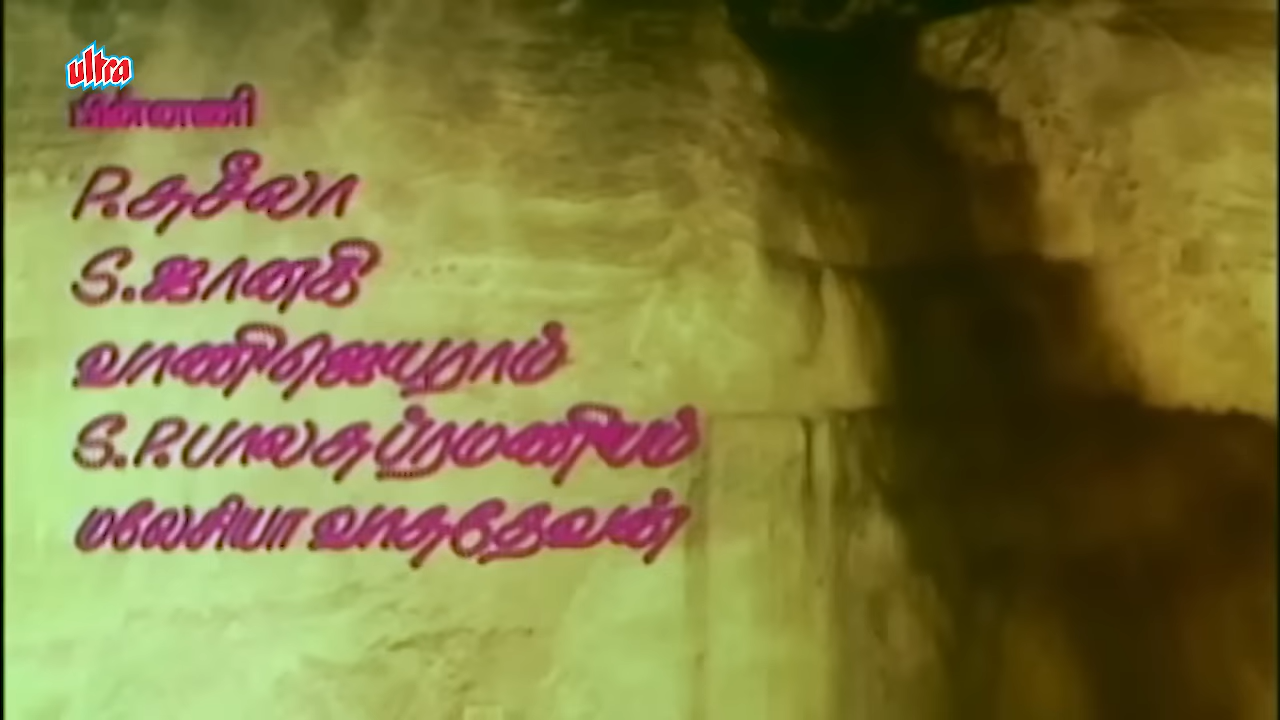 ultra
பின்னணி
P.சுசீலா
S.ஜானகி
வாணிஜெயராம்
S.P.பாலசுப்ரமணியம்
மலேசியா வாசுதேவன்